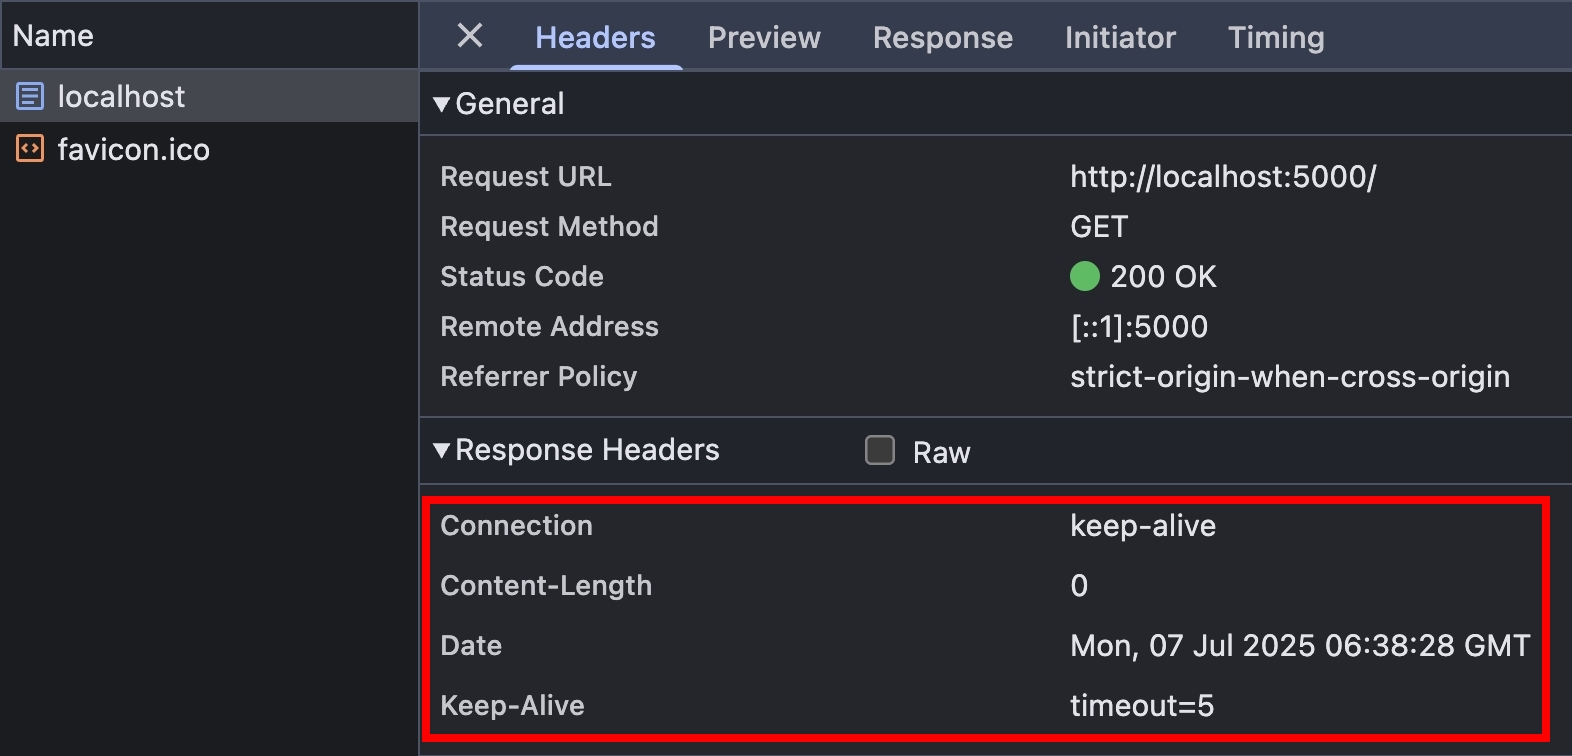 Name
localhost
favicon.ico
Headers Preview Response Initiator Timing
General
Request URL http://localhost:5000/
Request Method GET
Status Code 200 OK
Remote Address [::1]:5000
Referrer Policy strict-origin-when-cross-origin
Response Headers Raw
Connection keep-alive
Content-Length 0
Date Mon, 07 Jul 2025 06:38:28 GMT
Keep-Alive timeout=5